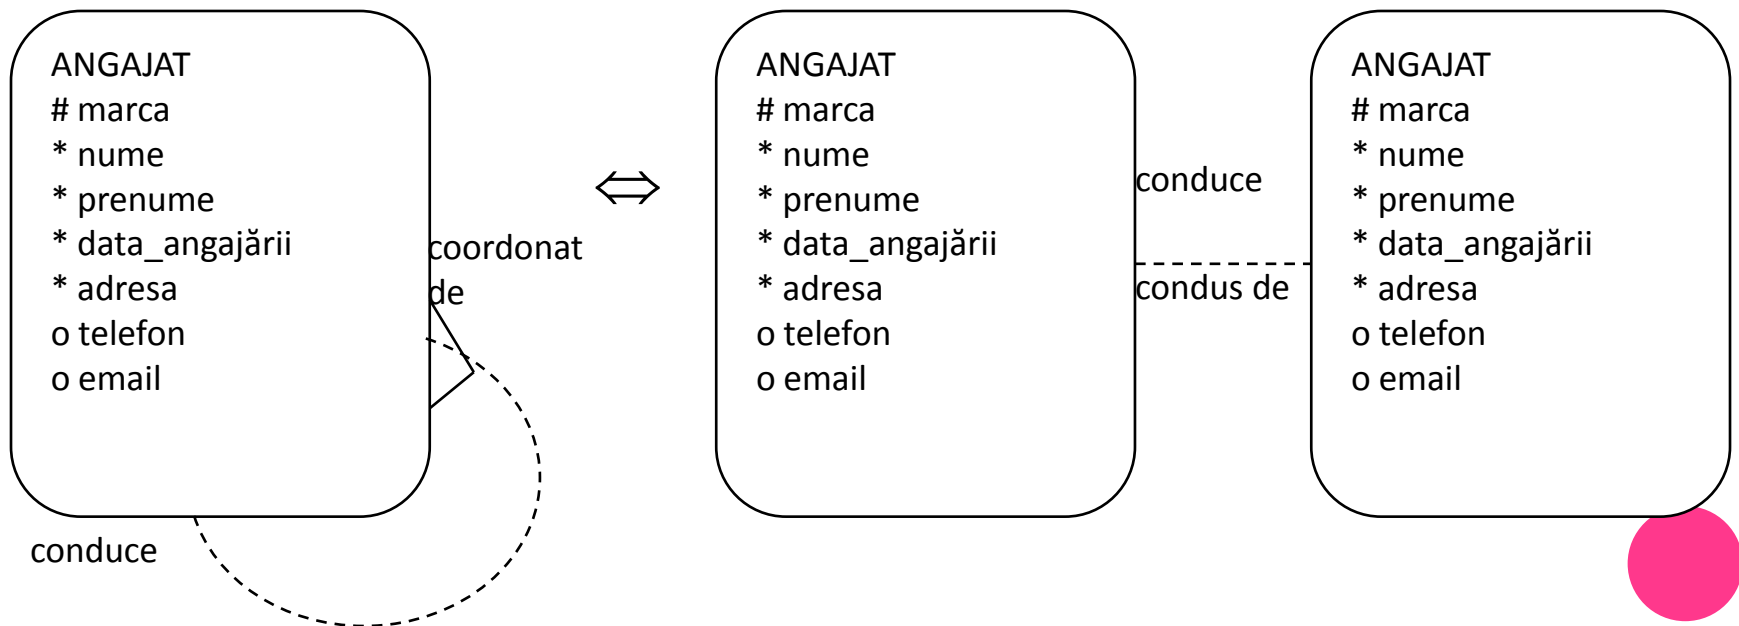 ANGAJAT
# marca
* nume
* prenume
* data_angajării
* adresa
o telefon
o email
coordonat
de
conduce
ANGAJAT
# marca
* nume
* prenume
* data_angajării
* adresa
o telefon
o email
conduce
condus de
ANGAJAT
# marca
* nume
* prenume
* data_angajării
* adresa
o telefon
o email